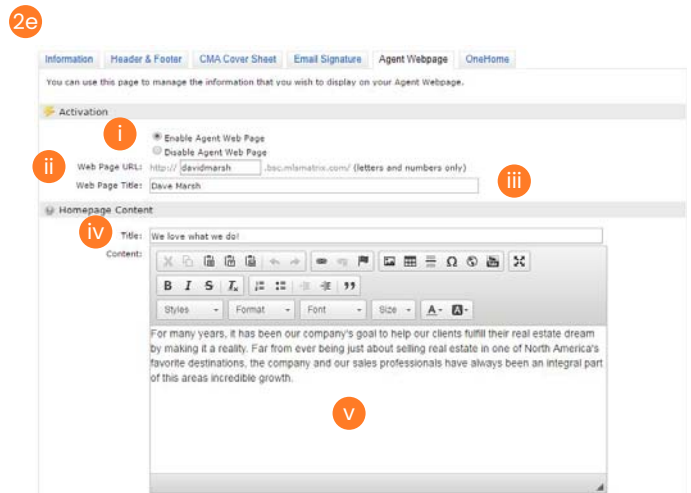 2e
Information Header & Footer CMA Cover Sheet Email Signature Agent Webpage OneHome
You can use this page to manage the information that you wish to display on your Agent Webpage.
Activation
i
Enable Agent Web Page
Disable Agent Web Page
ii
Web Page URL: http:// davidmarsh .bsc.mlsmatrix.com/ (letters and numbers only)
iii
Web Page Title: Dave Marsh
Homepage Content
iv
Title: We love what we do!
Content:
B I S Tx
Styles Format Font Size A A
For many years, it has been our company's goal to help our clients fulfill their real estate dream
by making it a reality. Far from ever being just about selling real estate in one of North America's
favorite destinations, the company and our sales professionals have always been an integral part
of this areas incredible growth.
v